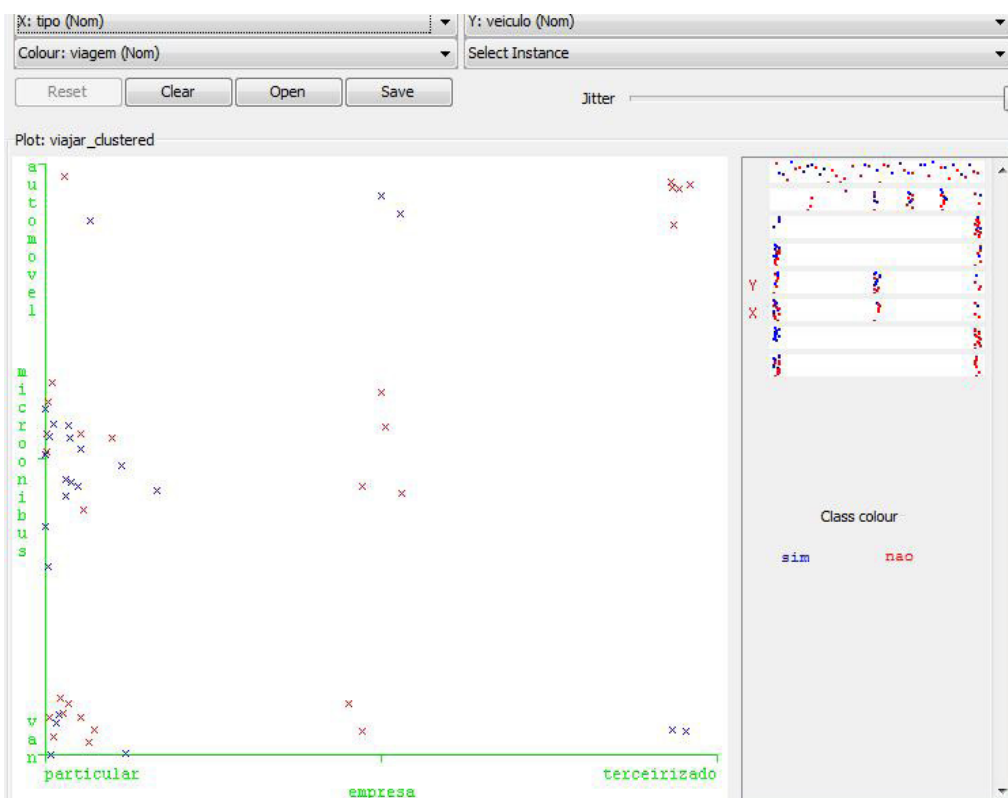 X: tipo (Nom)
Y: veiculo (Nom)
Colour: viagem (Nom)
Select Instance
Reset
Clear
Open
Save
Jitter
Plot: viajar_clustered
automovel
microonibus
van
particular
empresa
terceirizado
Y
X
Class colour
sim
nao